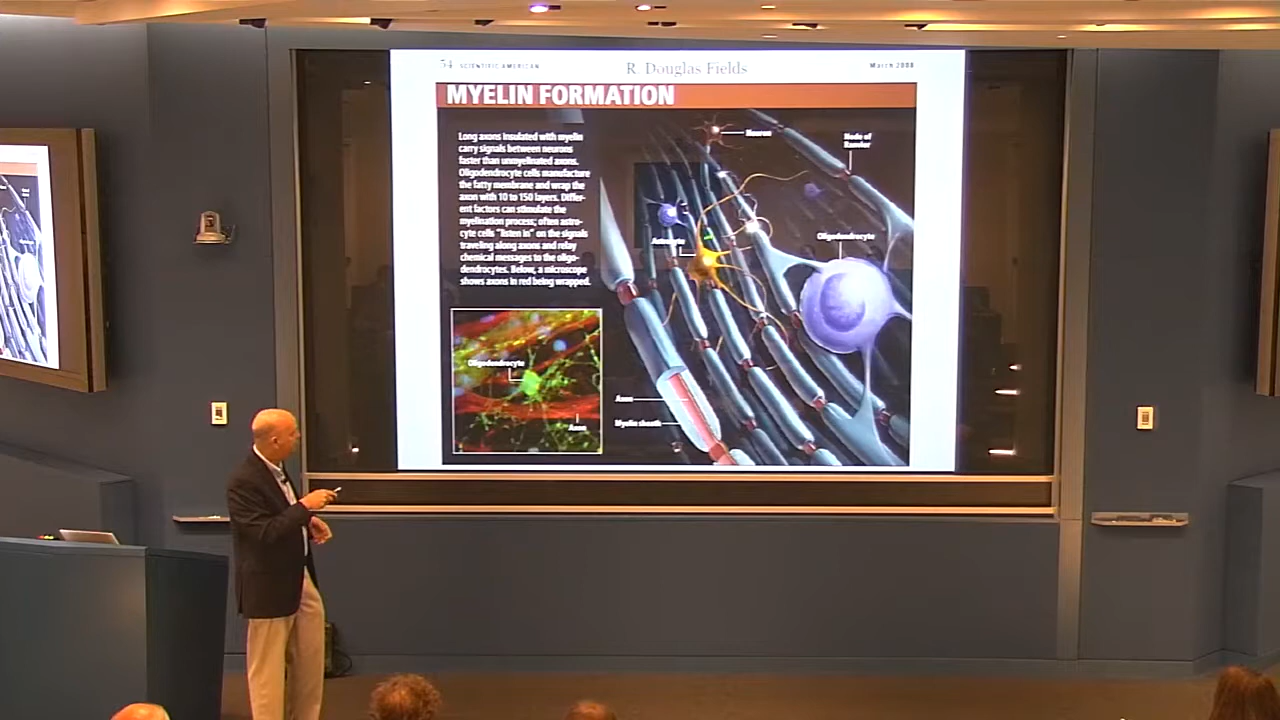 54 SCIENTIFIC AMERICAN
R. Douglas Fields
March 2008
MYELIN FORMATION
Long axons insulated with myelin
carry signals between neurons
faster than unmyelinated axons.
Oligodendrocyte cells manufacture
the fatty membrane and wrap the
axon with 10 to 150 layers. Differ-
ent factors can stimulate the
myelination process; often astro-
cyte cells "listen in" on the signals
traveling along axons and relay
chemical messages to the oligo-
dendrocytes. Below, a microscope
shows axons in red being wrapped.
Neuron
Node of
Ranvier
Astrocyte
Oligodendrocyte
Oligodendrocyte
Axon
Axon
Myelin sheath